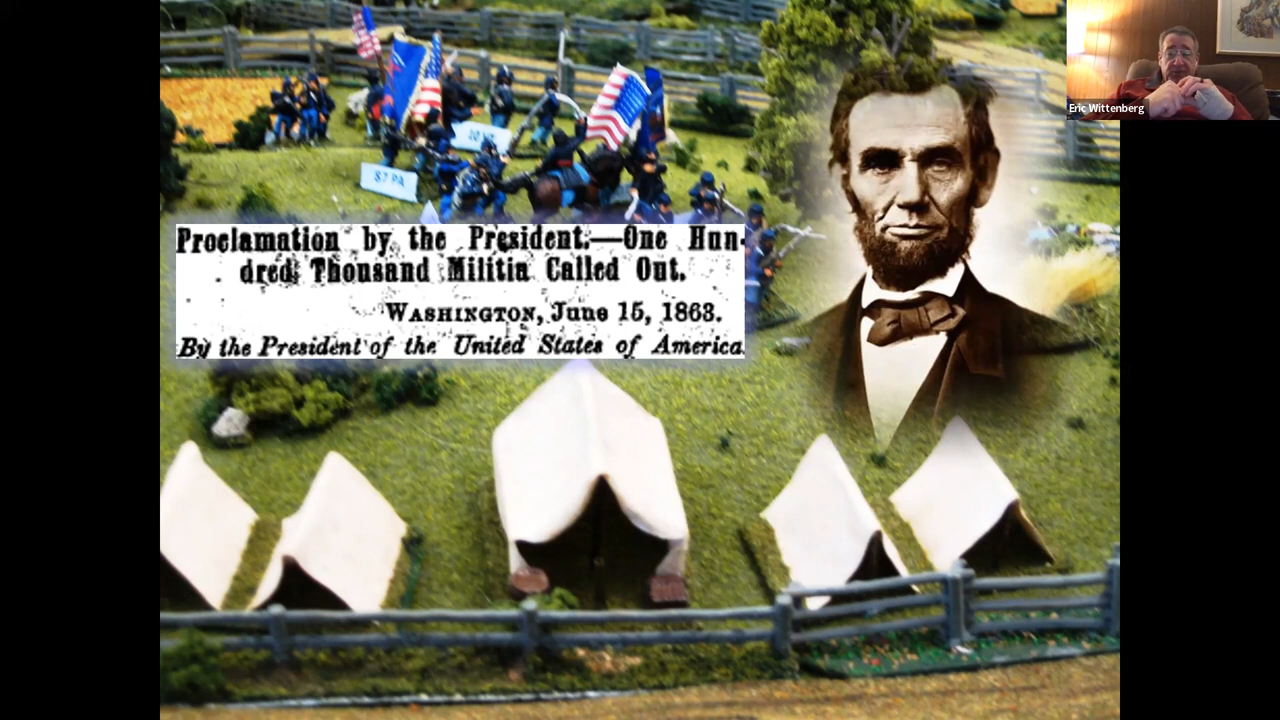 87 PA
Proclamation by the President.—One Hun-
dred Thousand Militia Called Out.
WASHINGTON, June 15, 1863.
By the President of the United States of America
Eric Wittenberg